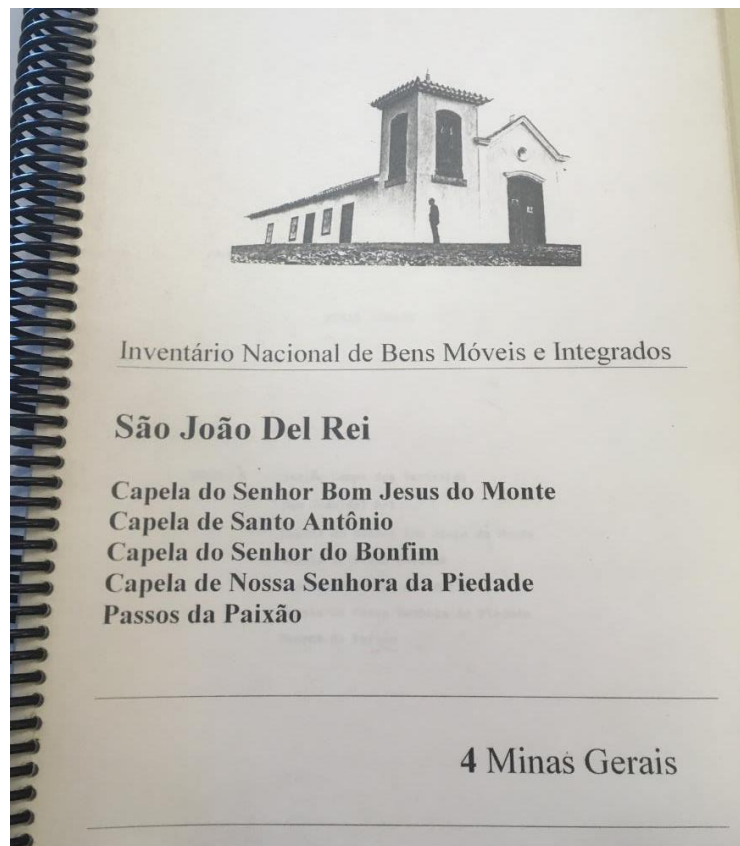 Inventário Nacional de Bens Móveis e Integrados
São João Del Rei
Capela do Senhor Bom Jesus do Monte
Capela de Santo Antônio
Capela do Senhor do Bonfim
Capela de Nossa Senhora da Piedade
Passos da Paixão
4 Minas Gerais